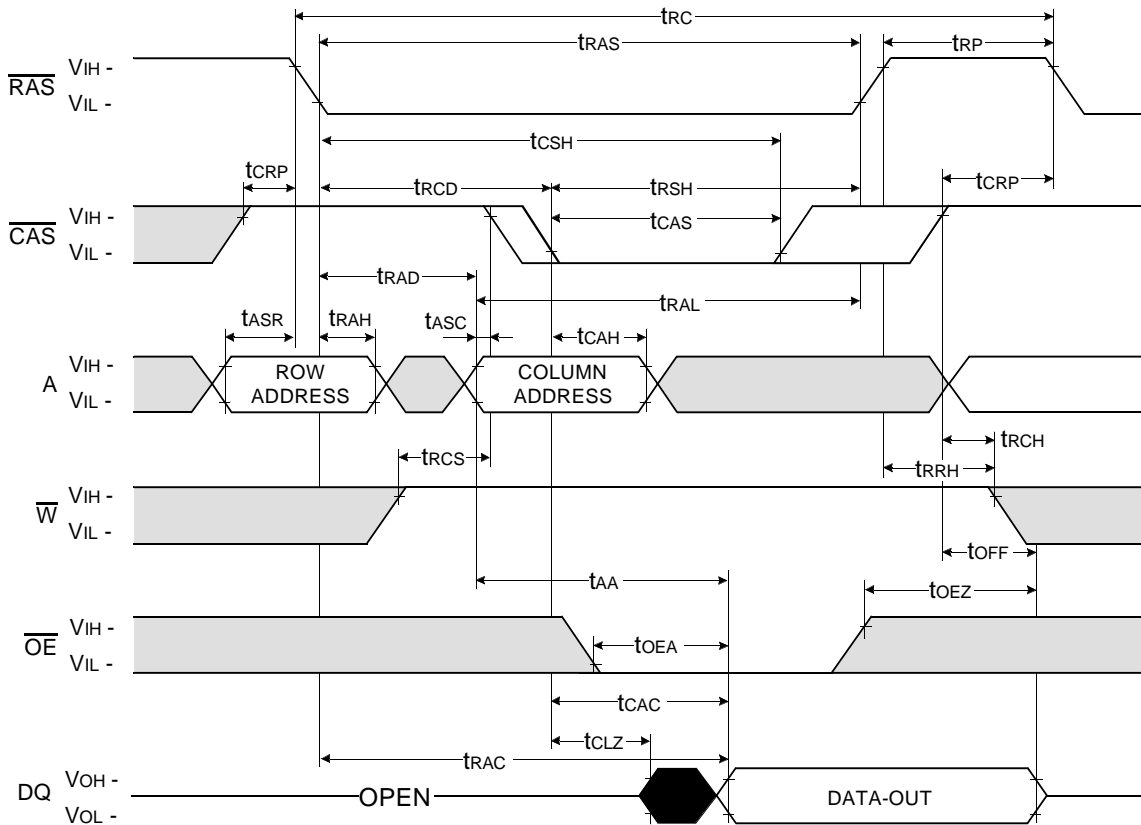 tRC
tRAS
tRP
RAS
VIH -
VIL -
tCSH
tCRP
tRCD
tRSH
tCRP
CAS
VIH -
VIL -
tCAS
tRAD
tRAL
tASR
tRAH
tASC
tCAH
A
VIH -
VIL -
ROW
ADDRESS
COLUMN
ADDRESS
tRCS
tRCH
tRRH
W
VIH -
VIL -
tOFF
tAA
tOEZ
OE
VIH -
VIL -
tOEA
tCAC
tCLZ
tRAC
DQ
VOH -
VOL -
OPEN
DATA-OUT